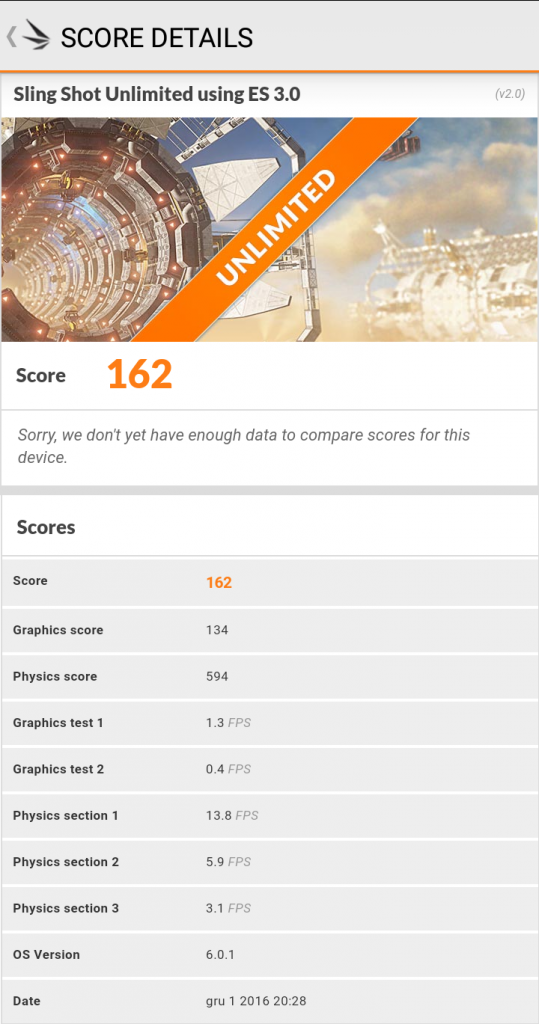 SCORE DETAILS
Sling Shot Unlimited using ES 3.0 (v2.0)
UNLIMITED
Score 162
Sorry, we don't yet have enough data to compare scores for this
device.
Scores
Score 162
Graphics score 134
Physics score 594
Graphics test 1 1.3 FPS
Graphics test 2 0.4 FPS
Physics section 1 13.8 FPS
Physics section 2 5.9 FPS
Physics section 3 3.1 FPS
OS Version 6.0.1
Date gru 1 2016 20:28